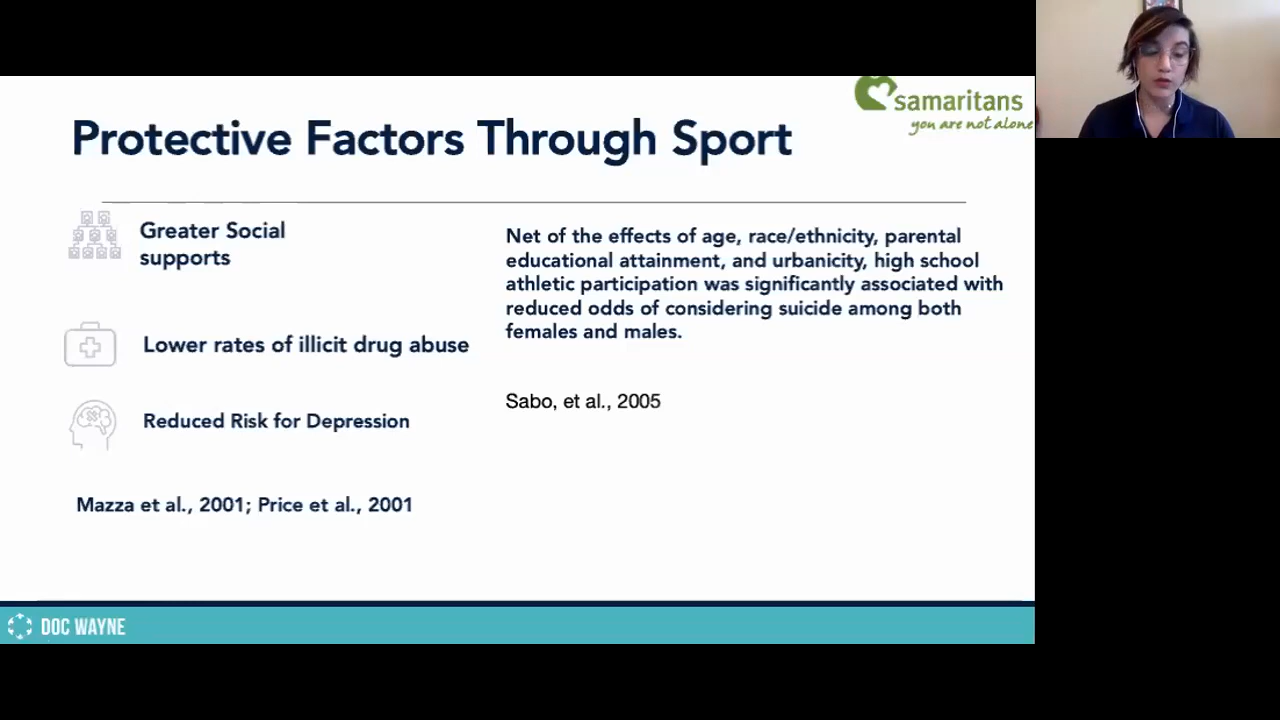 samaritans
you are not alone
Protective Factors Through Sport
Greater Social
supports
Lower rates of illicit drug abuse
Reduced Risk for Depression
Mazza et al., 2001; Price et al., 2001
Net of the effects of age, race/ethnicity, parental
educational attainment, and urbanicity, high school
athletic participation was significantly associated with
reduced odds of considering suicide among both
females and males.
Sabo, et al., 2005
DOC WAYNE